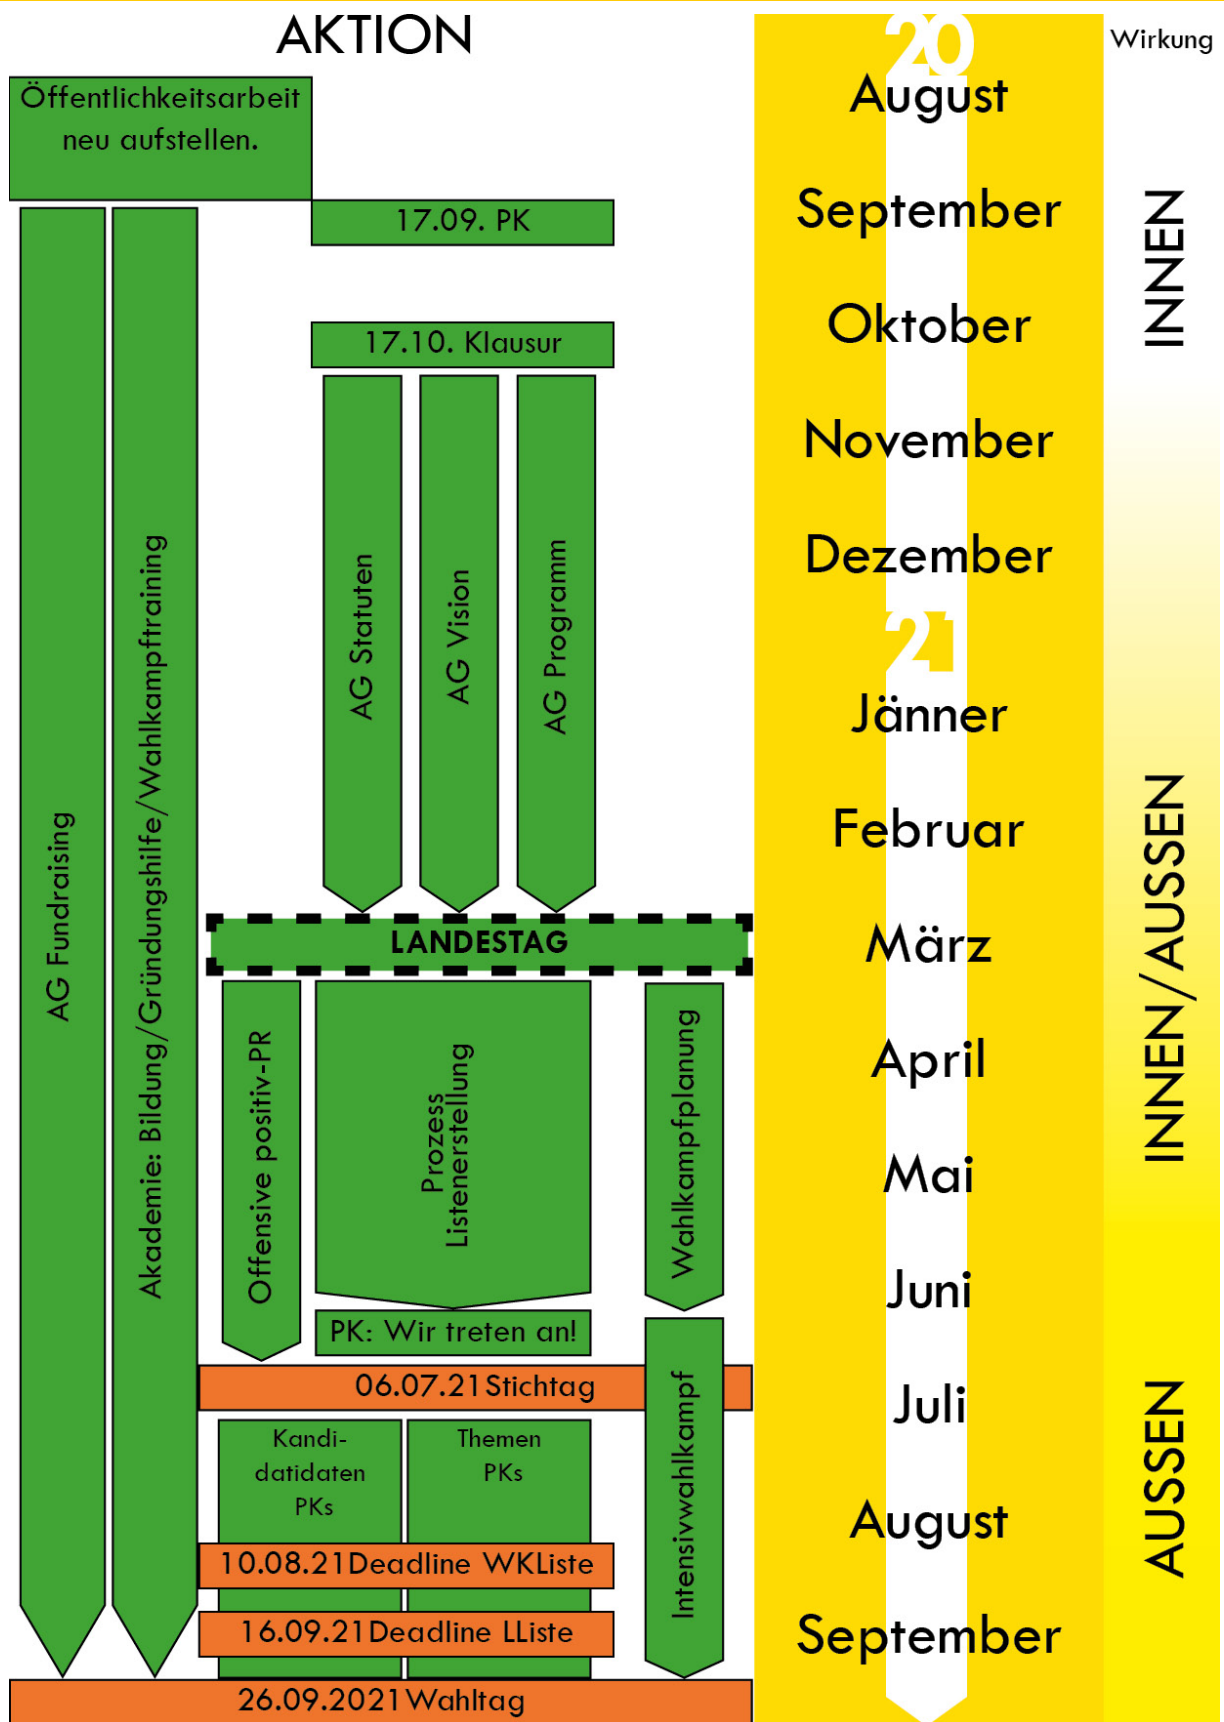 AKTION
Öffentlichkeitsarbeit
neu aufstellen.
17.09. PK
17.10. Klausur
AG Fundraising
Akademie: Bildung/Gründungshilfe/Wahlkampftraining
AG Statuten
AG Vision
AG Programm
LANDESTAG
Offensive positiv-PR
Prozess
Listenerstellung
Wahlkampfplanung
PK: Wir treten an!
06.07.21 Stichtag
Kandi-
datidaten
PKs
Themen
PKs
Intensivwahlkampf
10.08.21 Deadline WKListe
16.09.21 Deadline LListe
26.09.2021 Wahltag
20
August
September
Oktober
November
Dezember
21
Jänner
Februar
März
April
Mai
Juni
Juli
August
September
Wirkung
INNEN
INNEN/AUSSEN
AUSSEN